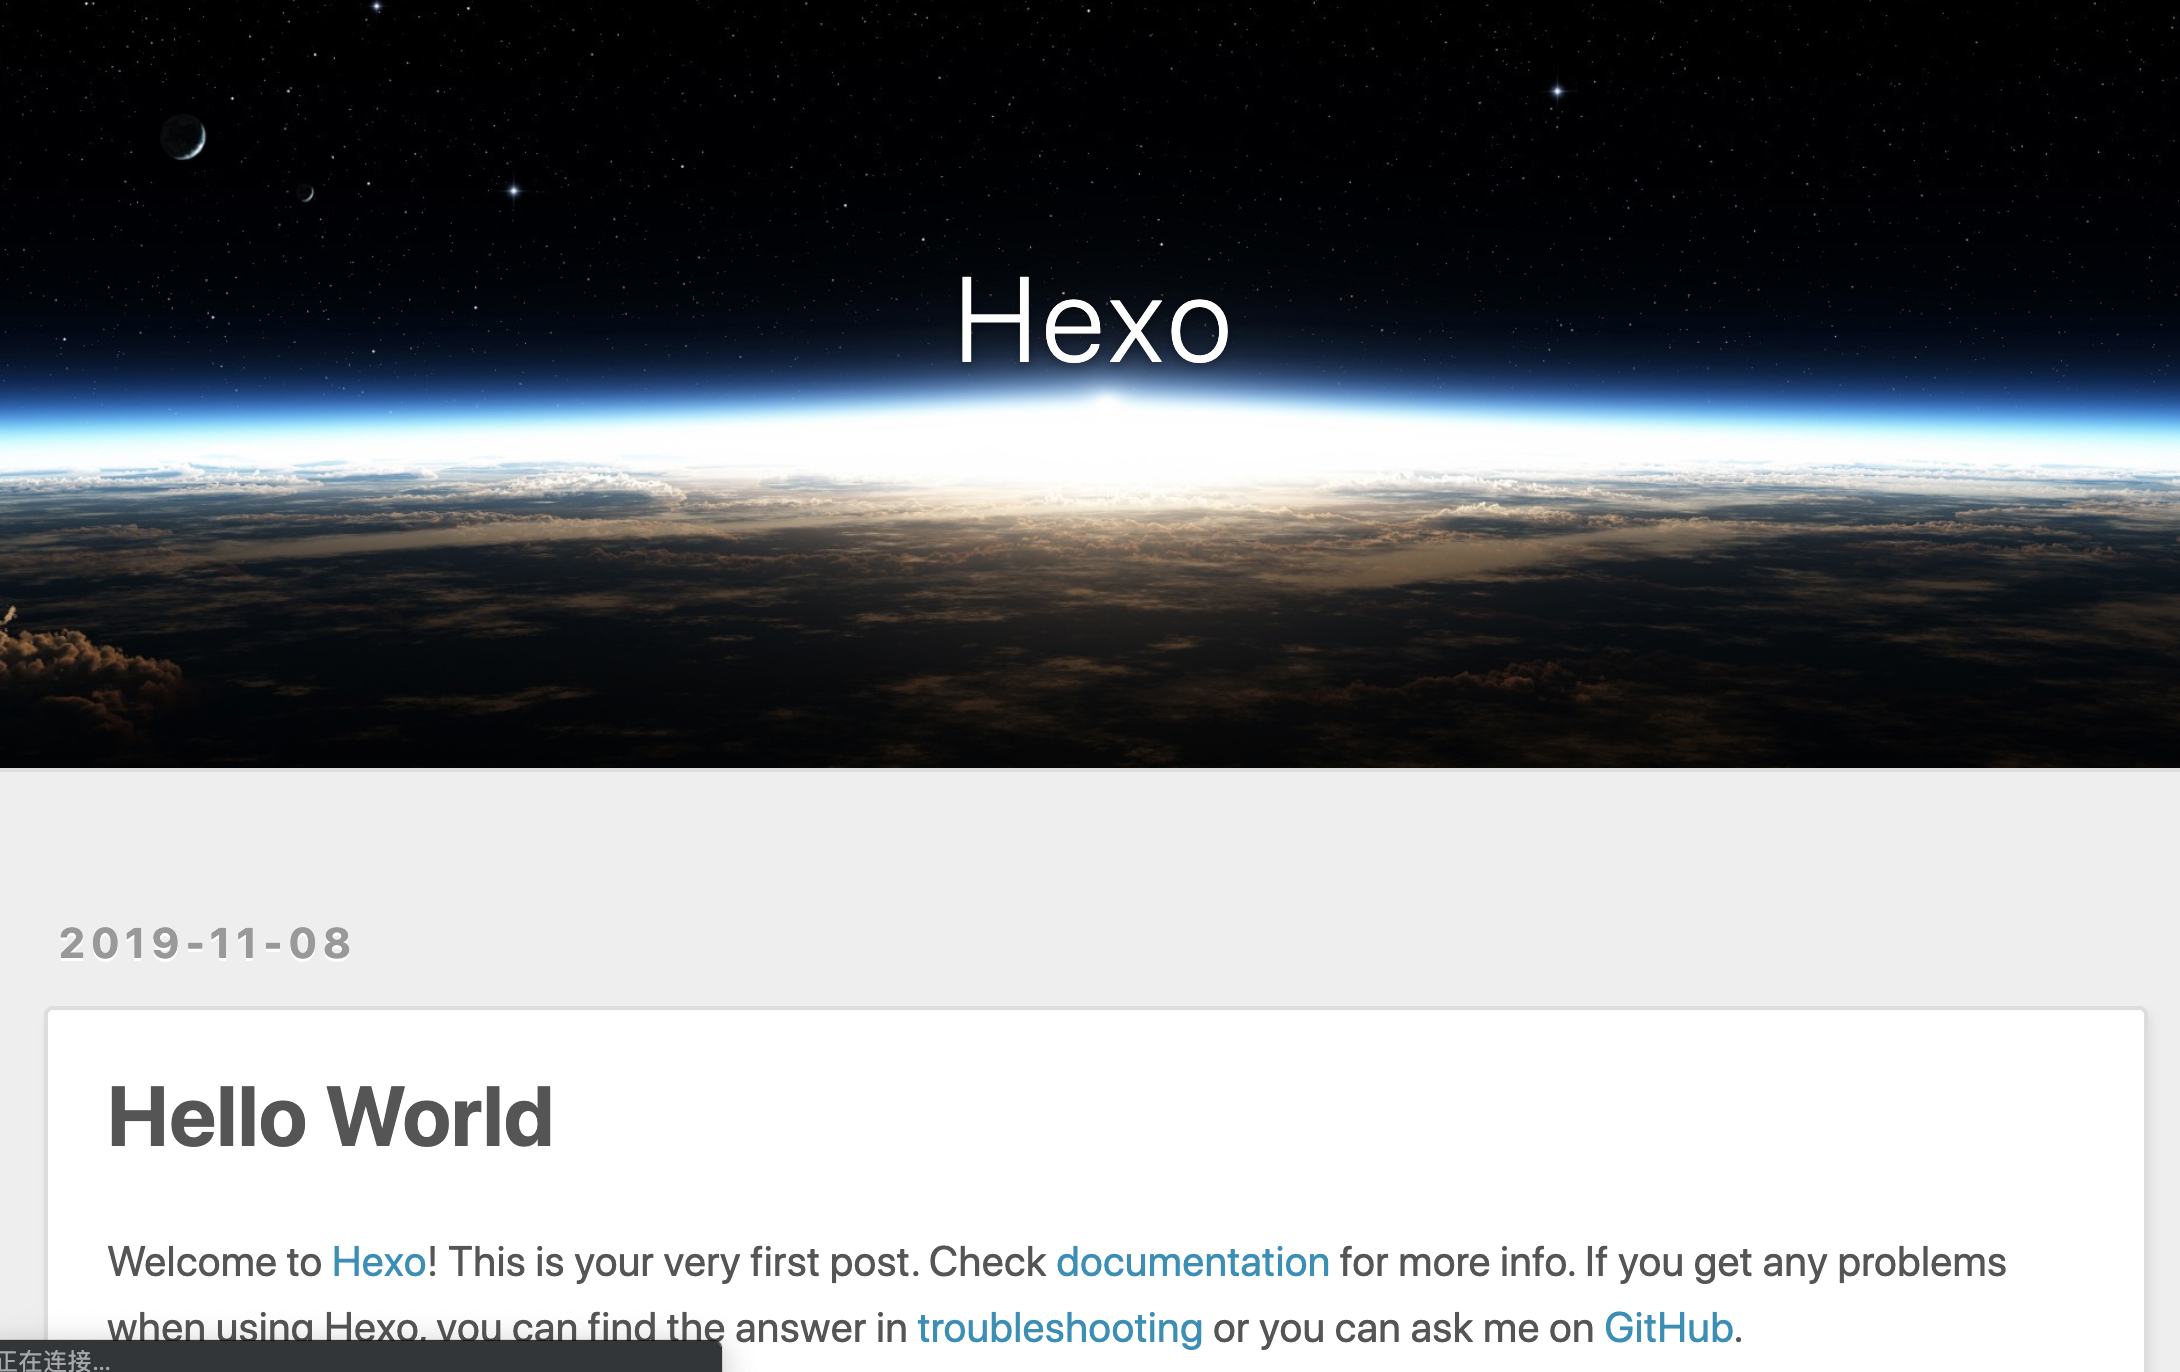 Hexo
2019-11-08
Hello World
Welcome to Hexo! This is your very first post. Check documentation for more info. If you get any problems
when using Hexo, you can find the answer in troubleshooting or you can ask me on GitHub.
正在连接...